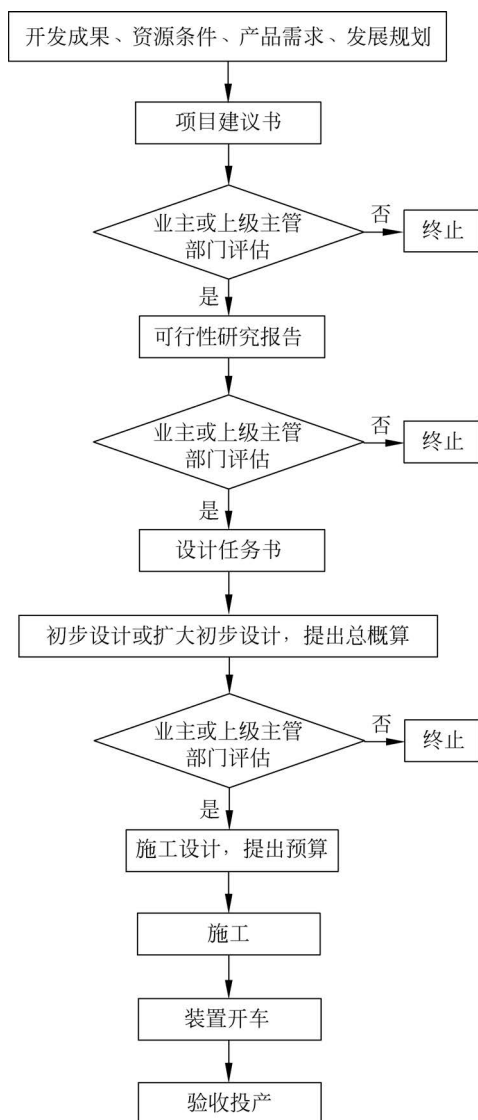 开发成果、资源条件、产品需求、发展规划
项目建议书
业主或上级主管
部门评估
否
终止
是
可行性研究报告
业主或上级主管
部门评估
否
终止
是
设计任务书
初步设计或扩大初步设计，提出总概算
业主或上级主管
部门评估
否
终止
是
施工设计，提出预算
施工
装置开车
验收投产